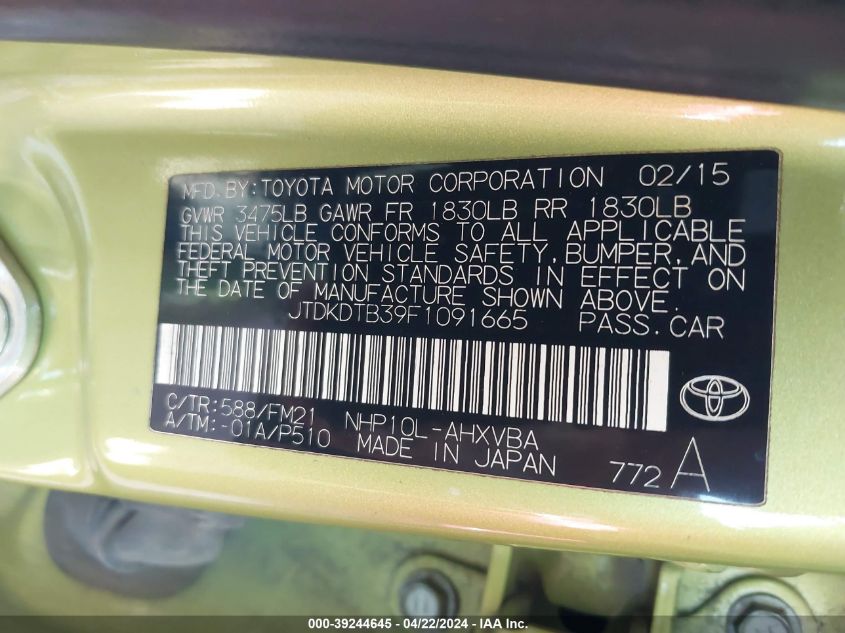 MFD. BY: TOYOTA MOTOR CORPORATION 02/15
GVWR 3475LB GAWR FR 1830LB RR 1830LB
THIS VEHICLE CONFORMS TO ALL APPLICABLE
FEDERAL MOTOR VEHICLE SAFETY, BUMPER, AND
THEFT PREVENTION STANDARDS IN EFFECT ON
THE DATE OF MANUFACTURE SHOWN ABOVE.
JTDKDTB39F1091665 PASS. CAR
C/TR: 588/FM21 NHP10L-AHXVBA
A/TM: -01A/P510 MADE IN JAPAN
772 A
000-39244645 - 04/22/2024 - IAA Inc.